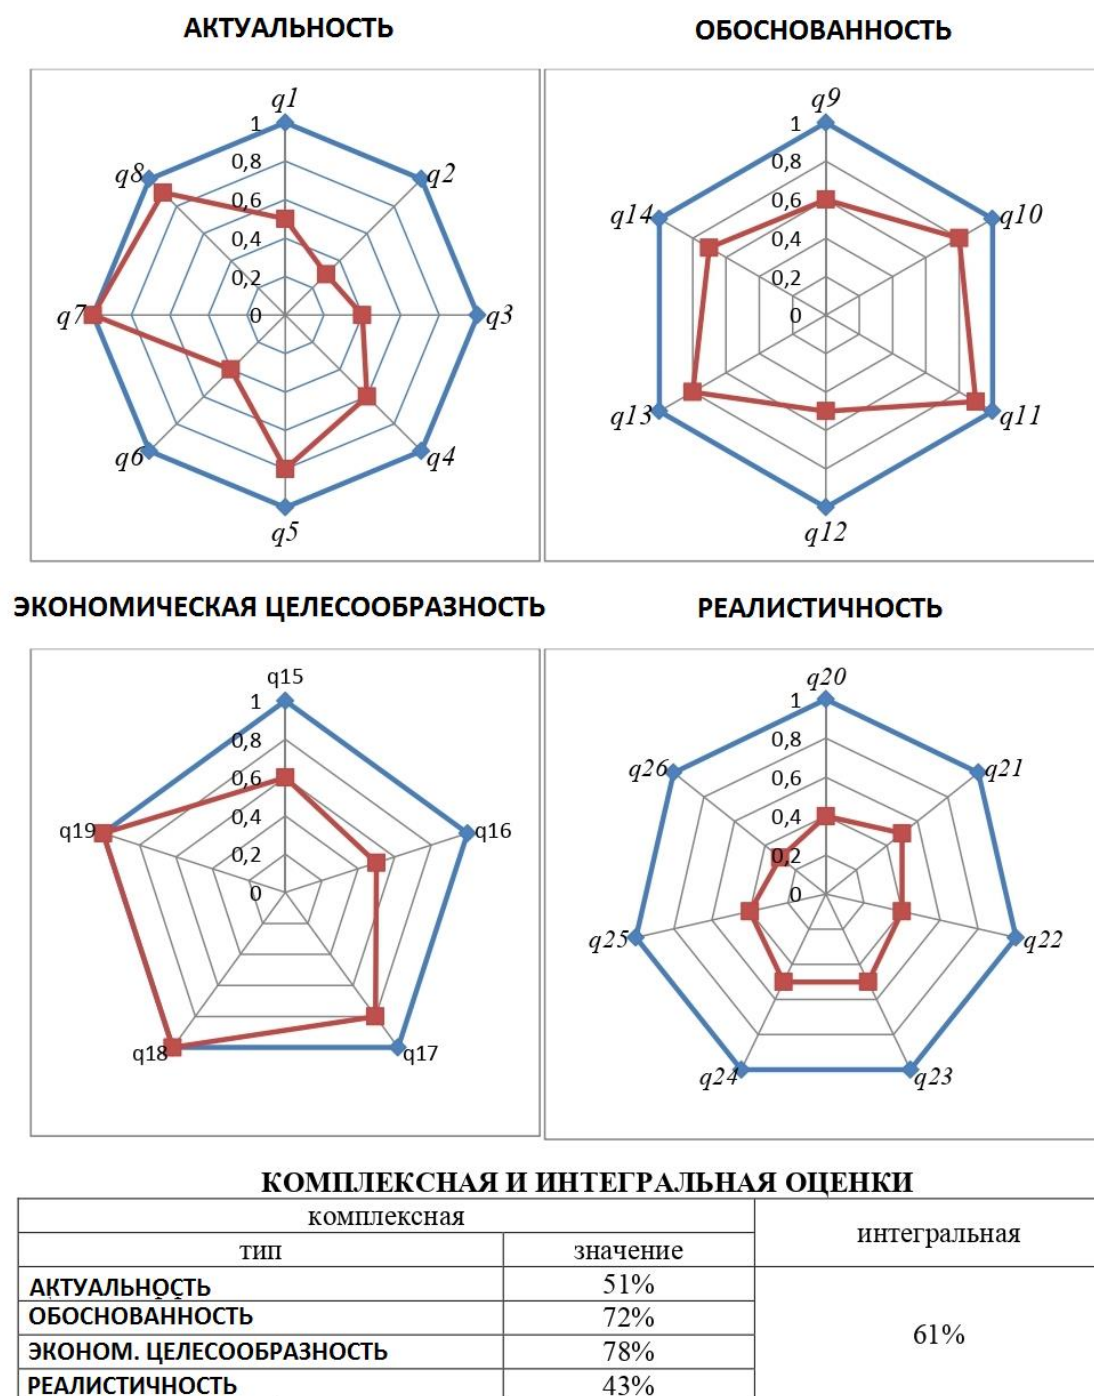 АКТУАЛЬНОСТЬ
q1
1
0,8
0,6
0,4
0,2
0
q2
q3
q4
q5
q6
q7
q8
ОБОСНОВАННОСТЬ
q9
1
0,8
0,6
0,4
0,2
0
q10
q11
q12
q13
q14
ЭКОНОМИЧЕСКАЯ ЦЕЛЕСООБРАЗНОСТЬ
q15
1
0,8
0,6
0,4
0,2
0
q16
q17
q18
q19
РЕАЛИСТИЧНОСТЬ
q20
1
0,8
0,6
0,4
0,2
0
q21
q22
q23
q24
q25
q26
КОМПЛЕКСНАЯ И ИНТЕГРАЛЬНАЯ ОЦЕНКИ
комплексная
интегральная
тип значение
АКТУАЛЬНОСТЬ 51%
ОБОСНОВАННОСТЬ 72%
61%
ЭКОНОМ. ЦЕЛЕСООБРАЗНОСТЬ 78%
РЕАЛИСТИЧНОСТЬ 43%